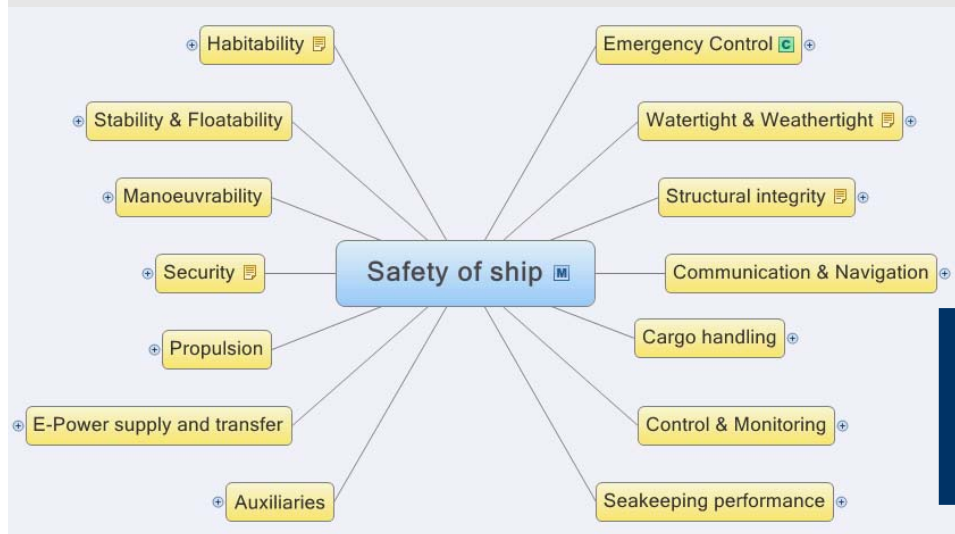 Habitability
Stability & Floatability
Manoeuvrability
Security
Propulsion
E-Power supply and transfer
Auxiliaries
Safety of ship M
Emergency Control C
Watertight & Weathertight
Structural integrity
Communication & Navigation
Cargo handling
Control & Monitoring
Seakeeping performance